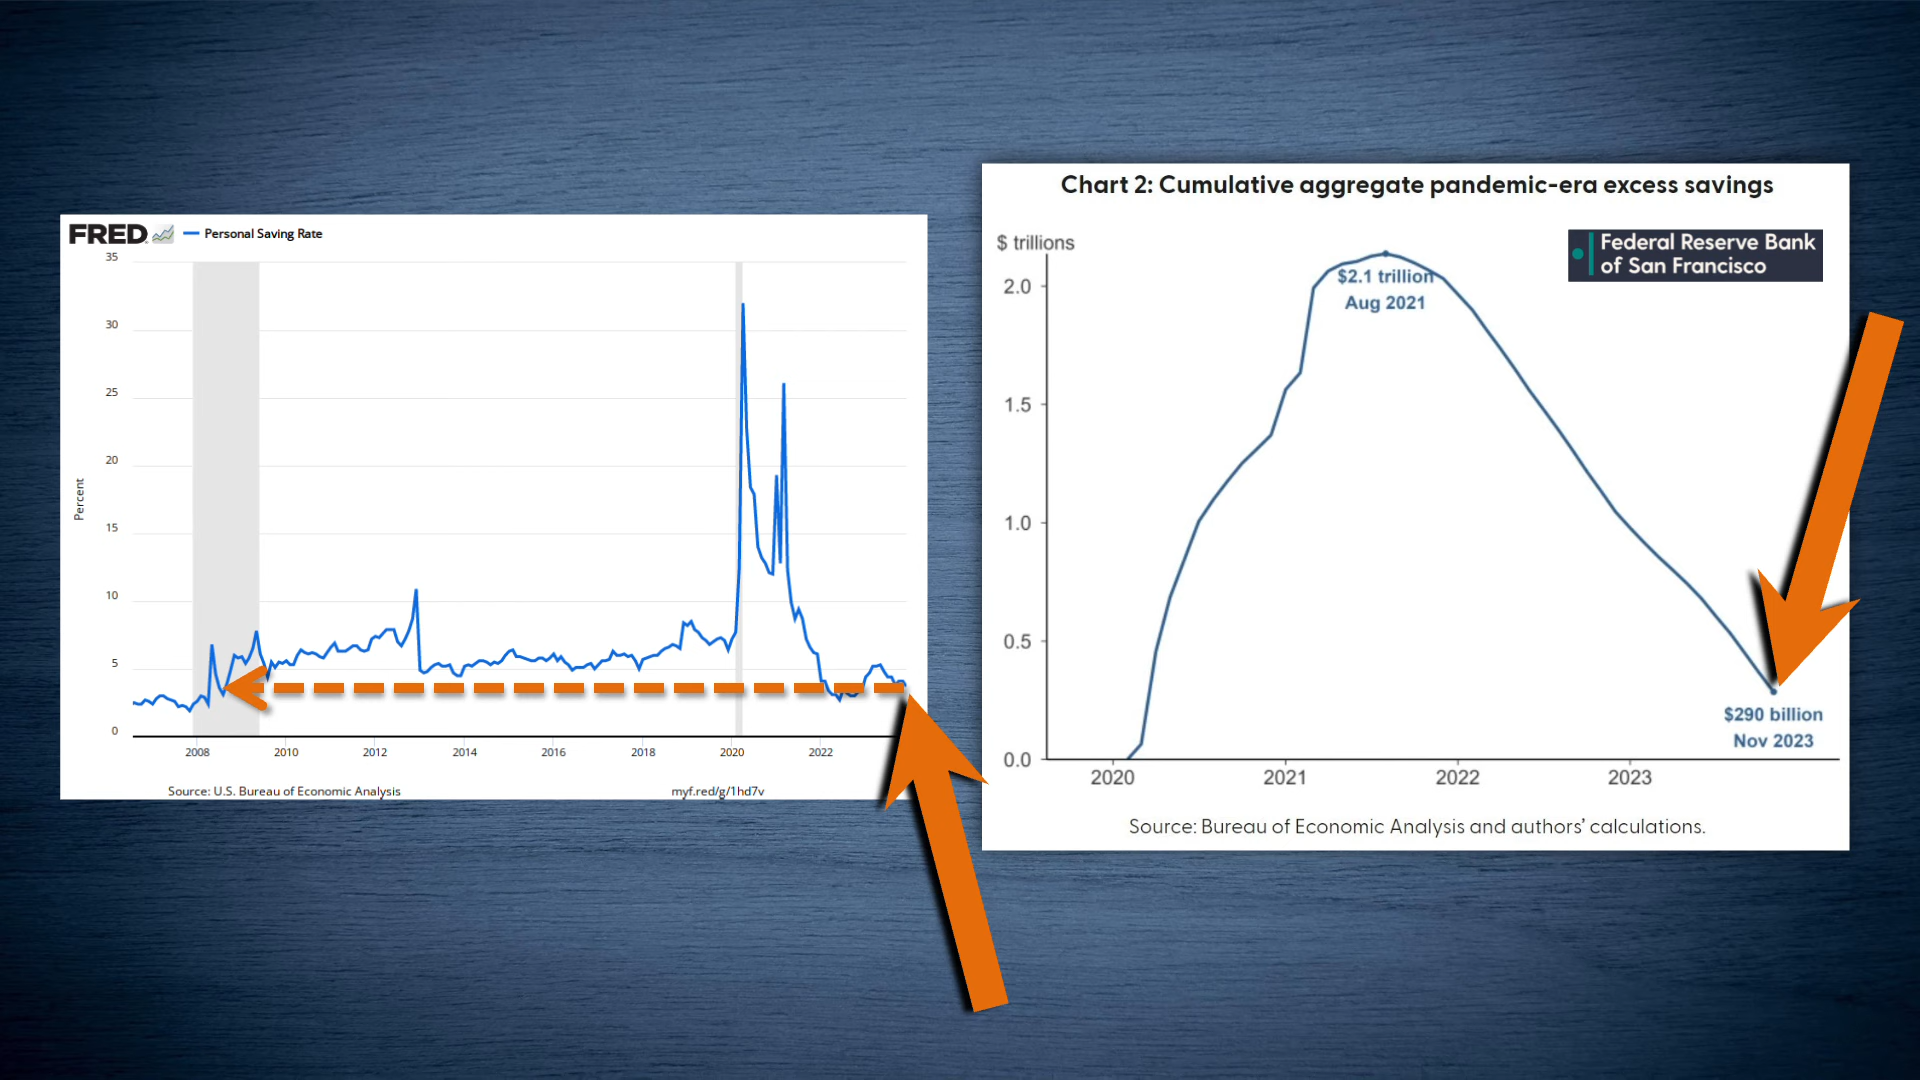 FRED
Personal Saving Rate
35
30
25
20
15
10
5
0
Percent
2008
2010
2012
2014
2016
2018
2020
2022
Source: U.S. Bureau of Economic Analysis
myf.red/g/1hd7v
Chart 2: Cumulative aggregate pandemic-era excess savings
$ trillions
Federal Reserve Bank
of San Francisco
2.0
1.5
1.0
0.5
0.0
$2.1 trillion
Aug 2021
$290 billion
Nov 2023
2020
2021
2022
2023
Source: Bureau of Economic Analysis and authors’ calculations.